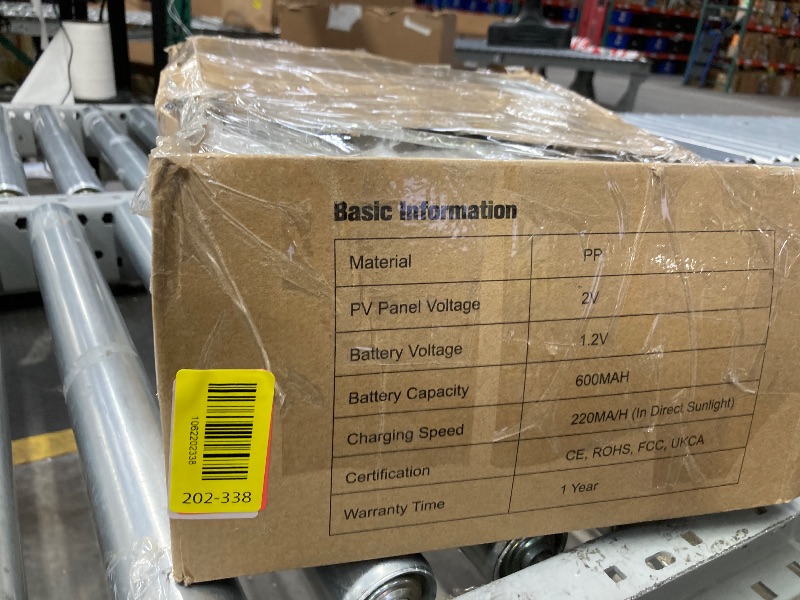 Basic Information
Material PP
PV Panel Voltage 2V
Battery Voltage 1.2V
Battery Capacity 600MAH
Charging Speed 220MA/H (In Direct Sunlight)
Certification CE, ROHS, FCC, UKCA
Warranty Time 1 Year
1062202338
202-338